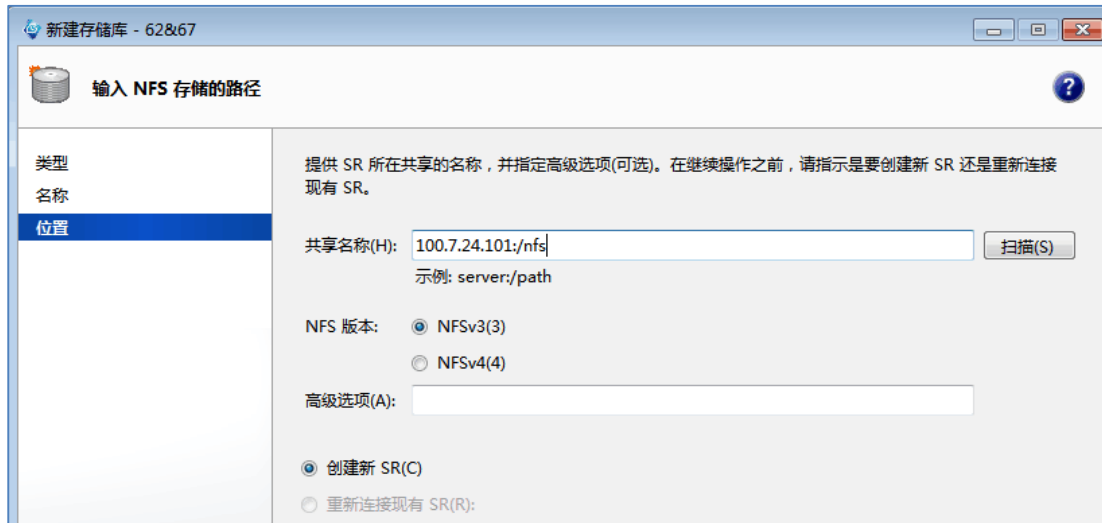 新建存储库 - 62&67
输入 NFS 存储的路径
?
类型
名称
位置
提供 SR 所在共享的名称，并指定高级选项(可选)。在继续操作之前，请指示是要创建新 SR 还是重新连接
现有 SR。
共享名称(H): 100.7.24.101:/nfs 扫描(S)
示例: server:/path
NFS 版本: NFSv3(3)
NFSv4(4)
高级选项(A):
创建新 SR(C)
重新连接现有 SR(R):